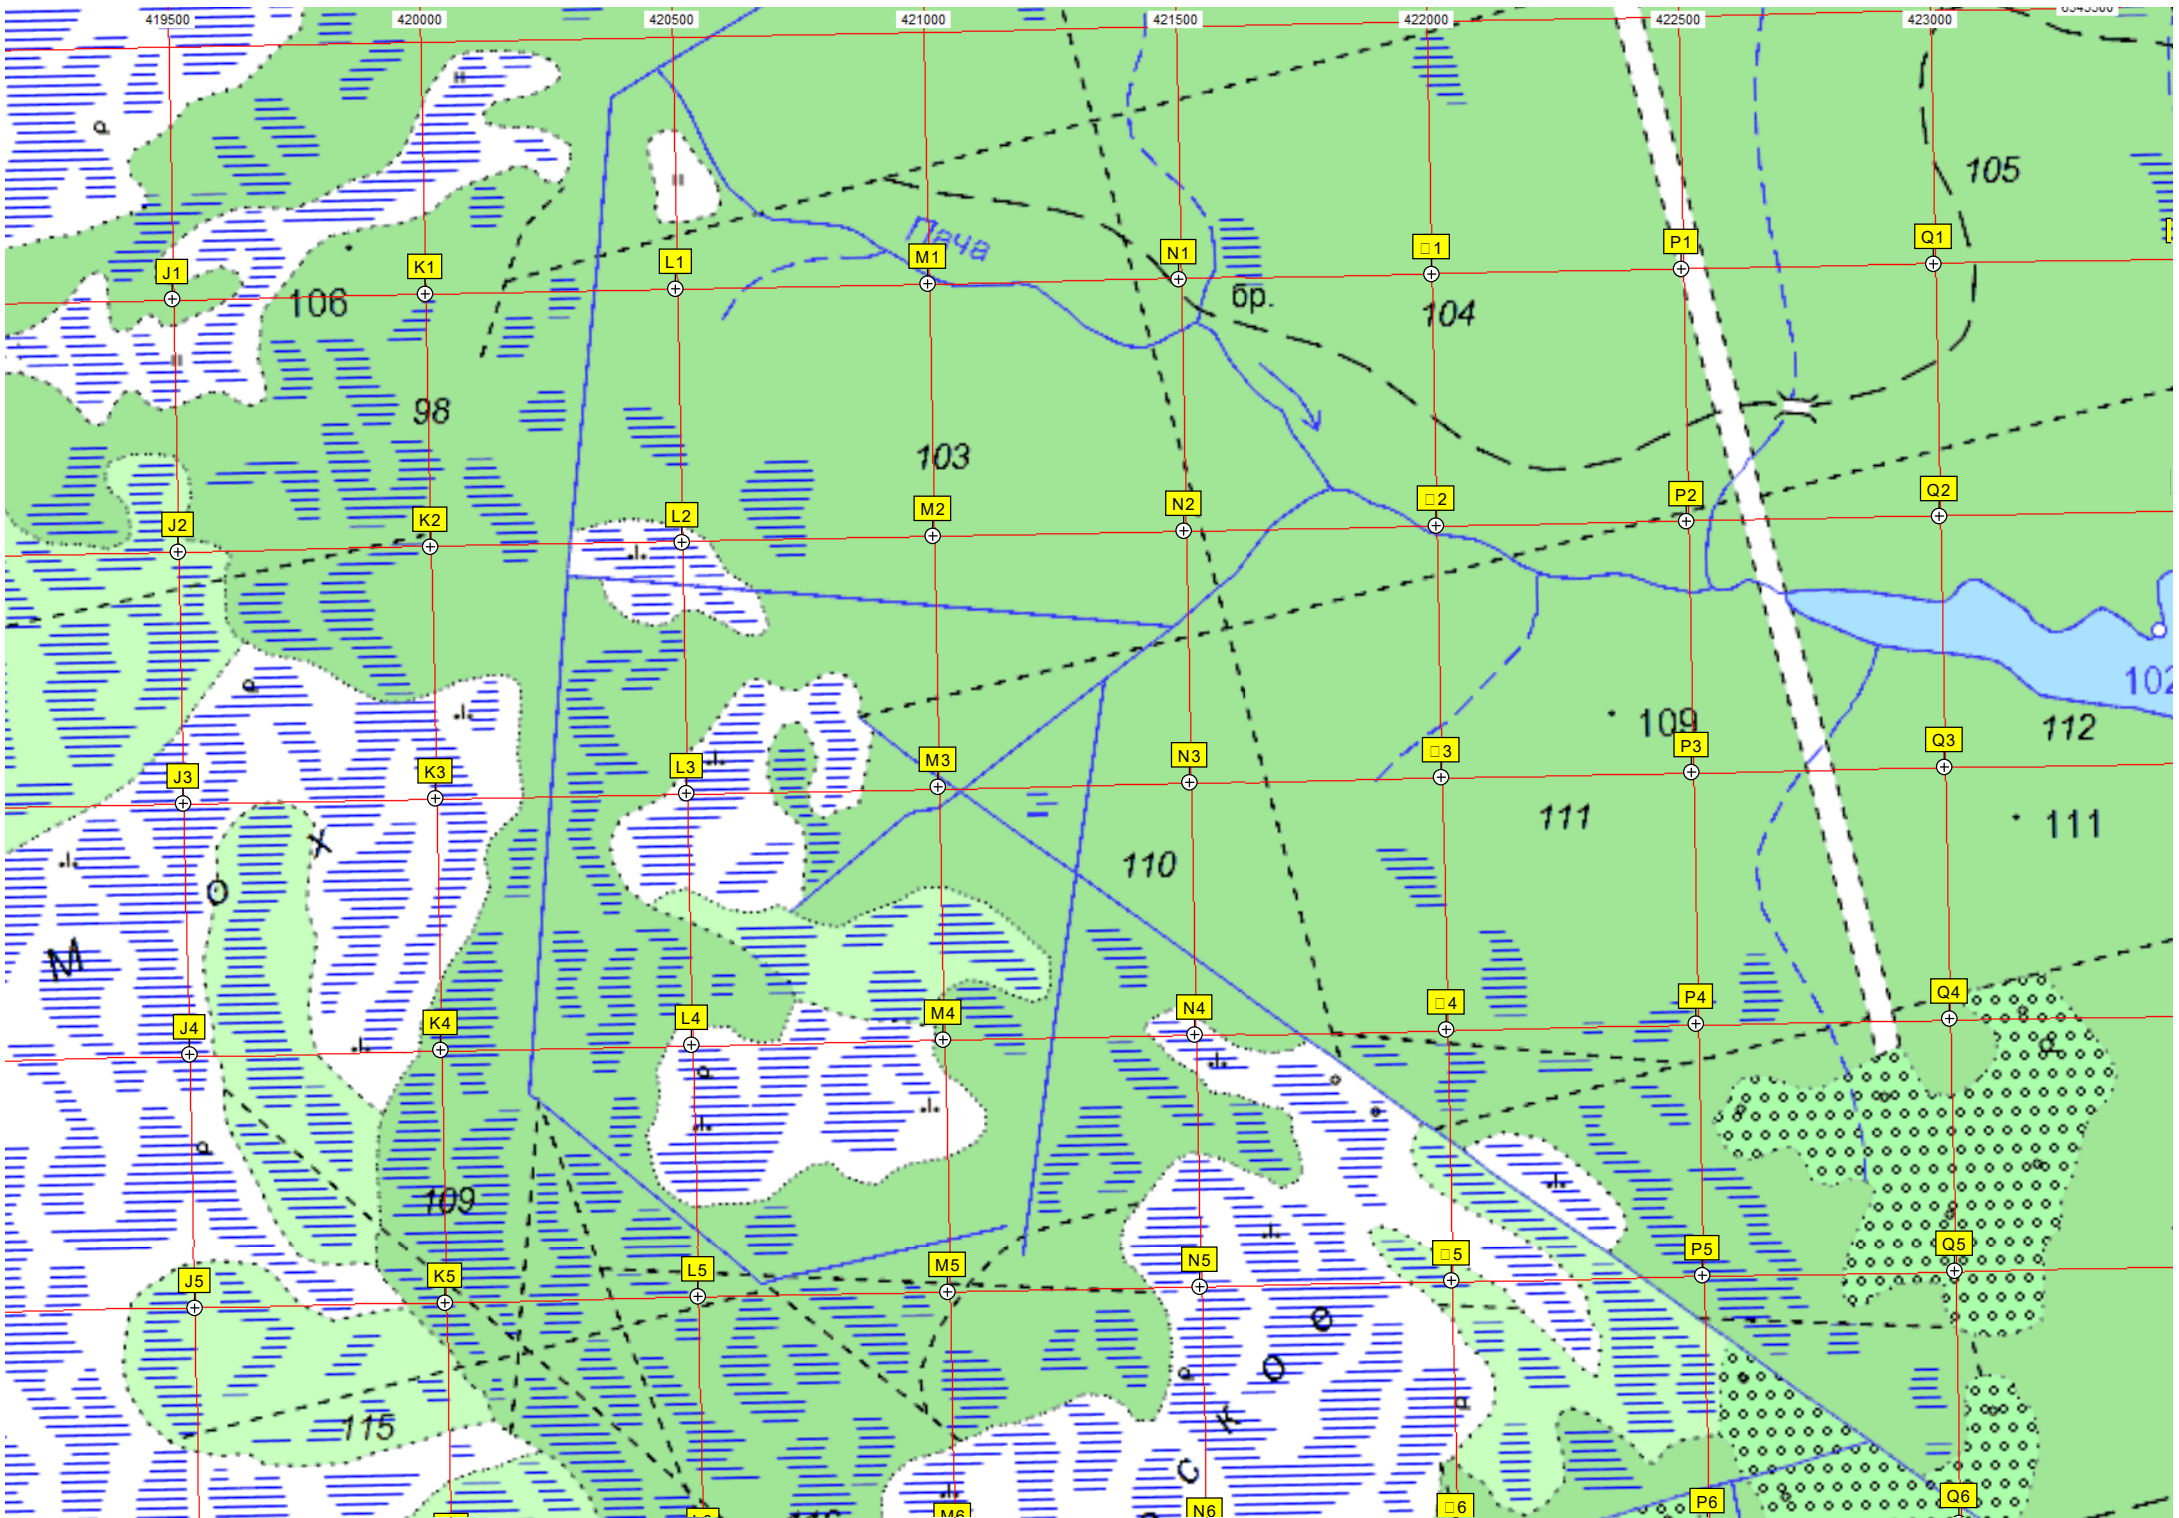 419500 420000 420500 421000 421500 422000 422500 423000
105
Пача
J1 K1 L1 M1 N1 □1 P1 Q1
106 бр. 104
98
103
J2 K2 L2 M2 N2 □2 P2 Q2
102
109 112
J3 K3 L3 M3 N3 □3 P3 Q3
111 111
Х
110
О
М
J4 K4 L4 M4 N4 □4 P4 Q4
109
J5 K5 L5 M5 N5 □5 P5 Q5
О
К
115
С
M6 N6 □6 P6 Q6